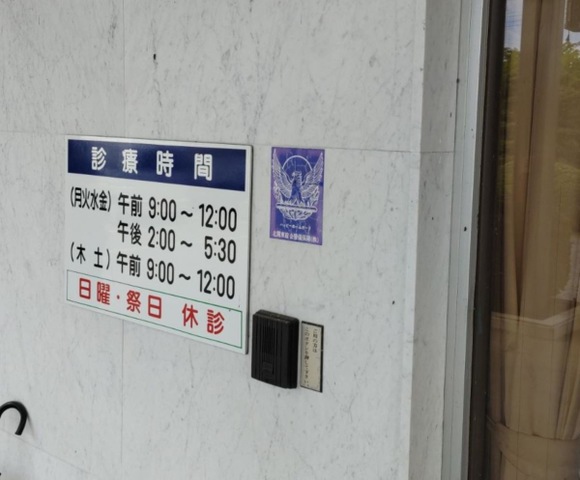 診療時間
(月火水金) 午前 9:00～12:00
午後 2:00～ 5:30
(木 土) 午前 9:00～12:00
日曜・祭日 休診